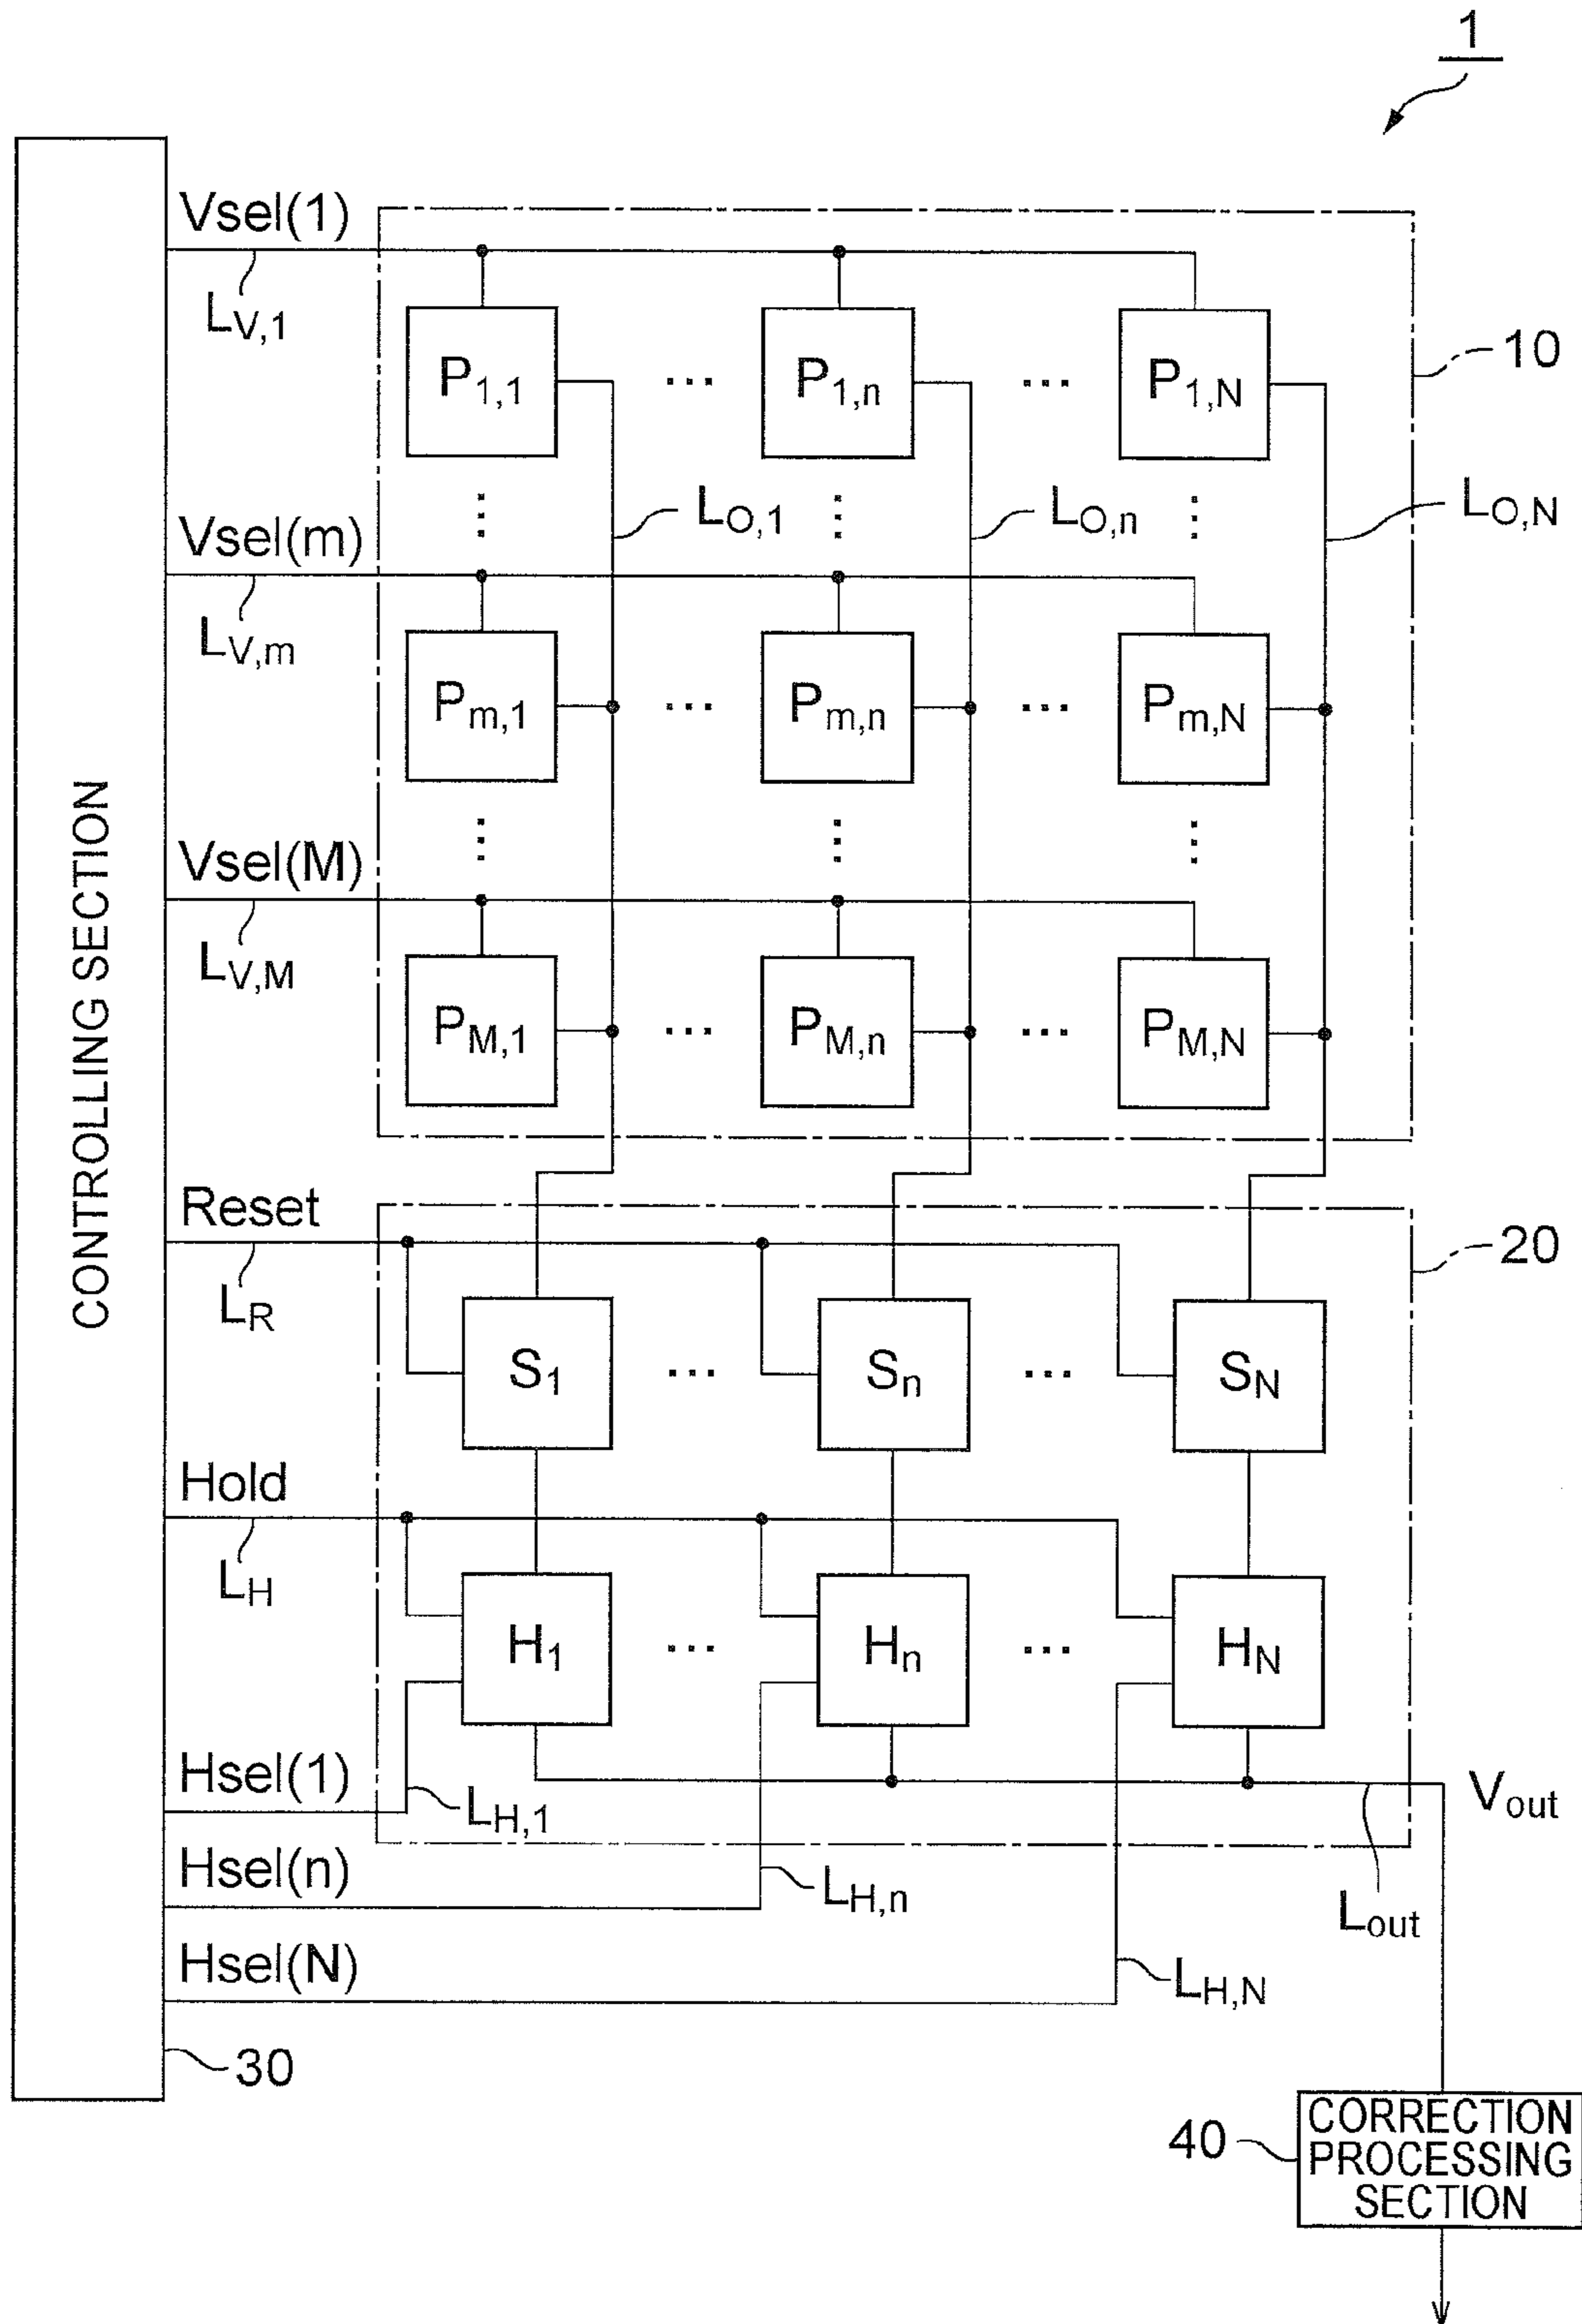 1
Vsel(1)
LV,1
P1,1 ... P1,n ... P1,N
10
LO,1 LO,n LO,N
Vsel(m)
LV,m
Pm,1 ... Pm,n ... Pm,N
Vsel(M)
LV,M
PM,1 ... PM,n ... PM,N
CONTROLLING SECTION
Reset
LR
20
S1 ... Sn ... SN
Hold
LH
H1 ... Hn ... HN
Hsel(1)
LH,1
Vout
Hsel(n)
LH,n
Lout
Hsel(N)
LH,N
30
40
CORRECTION
PROCESSING
SECTION